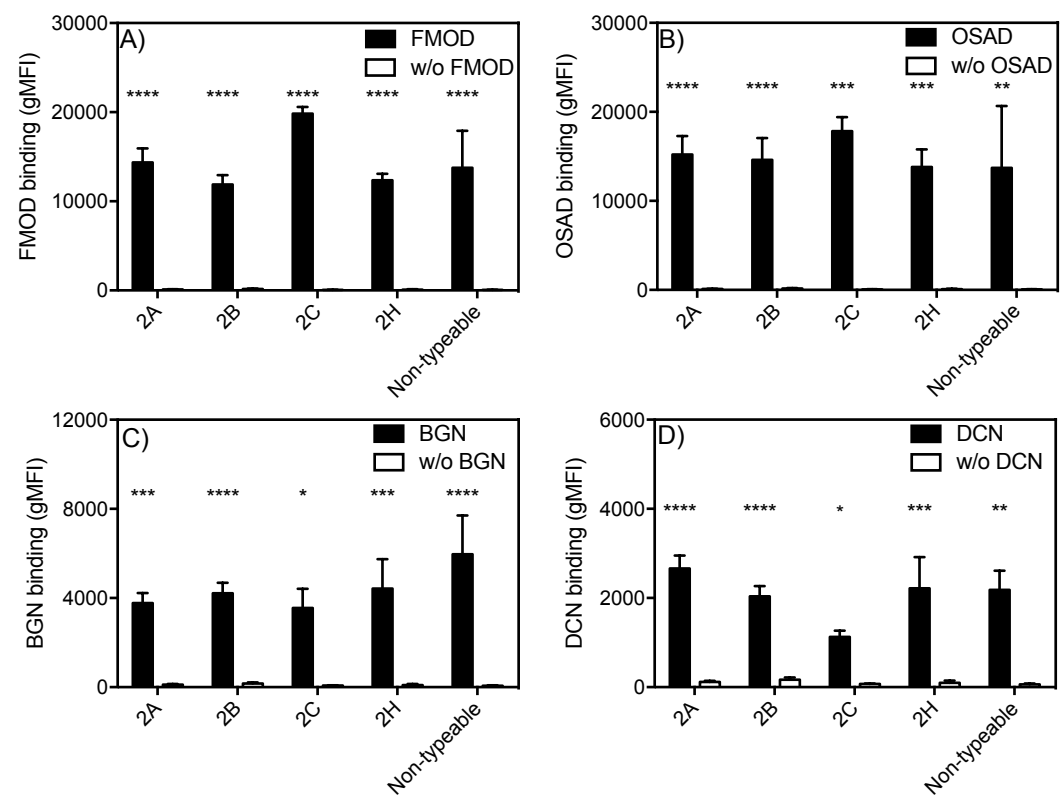 A)
FMOD
w/o FMOD
FMOD binding (gMFI)
30000
20000
10000
0
**** **** **** **** ****
2A 2B 2C 2H Non-typeable
B)
OSAD
w/o OSAD
OSAD binding (gMFI)
30000
20000
10000
0
**** **** *** *** **
2A 2B 2C 2H Non-typeable
C)
BGN
w/o BGN
BGN binding (gMFI)
12000
8000
4000
0
*** **** * *** ****
2A 2B 2C 2H Non-typeable
D)
DCN
w/o DCN
DCN binding (gMFI)
6000
4000
2000
0
**** **** * *** **
2A 2B 2C 2H Non-typeable